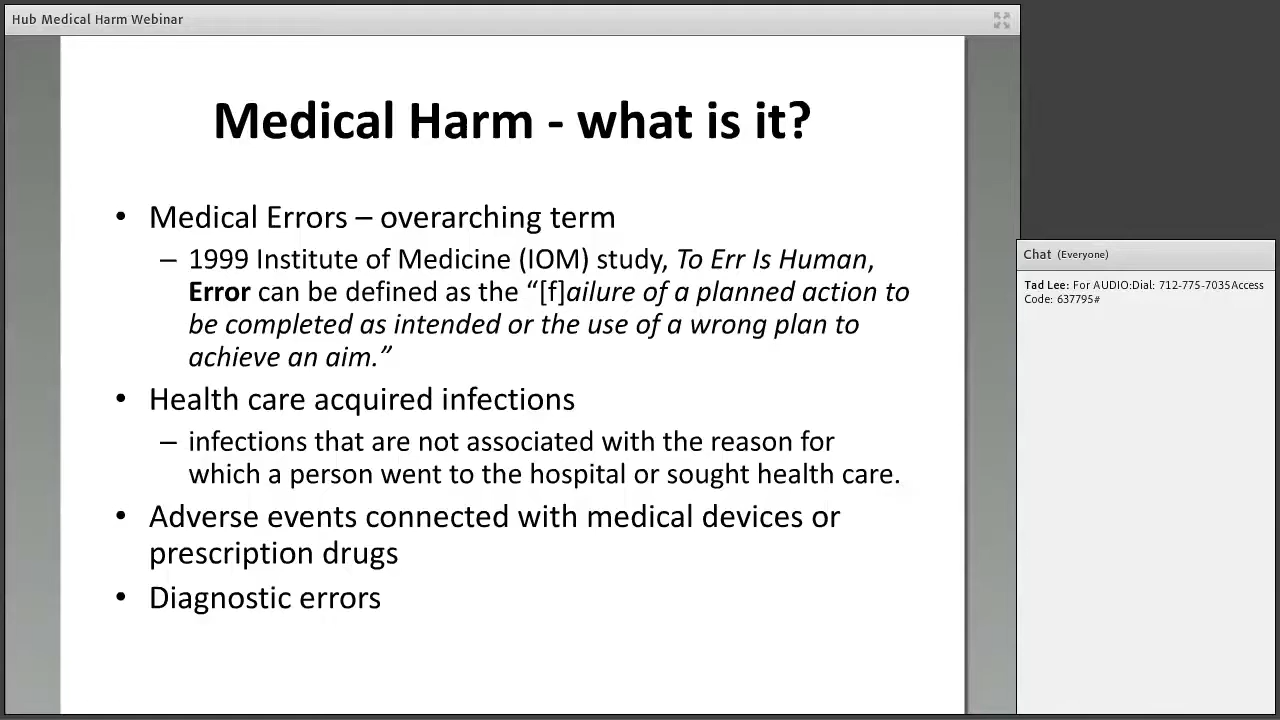 Hub Medical Harm Webinar
Medical Harm - what is it?
• Medical Errors – overarching term
– 1999 Institute of Medicine (IOM) study, To Err Is Human,
Error can be defined as the “[f]ailure of a planned action to
be completed as intended or the use of a wrong plan to
achieve an aim.”
• Health care acquired infections
– infections that are not associated with the reason for
which a person went to the hospital or sought health care.
• Adverse events connected with medical devices or
prescription drugs
• Diagnostic errors
Chat (Everyone)
Tad Lee: For AUDIO:Dial: 712-775-7035Access
Code: 637795#